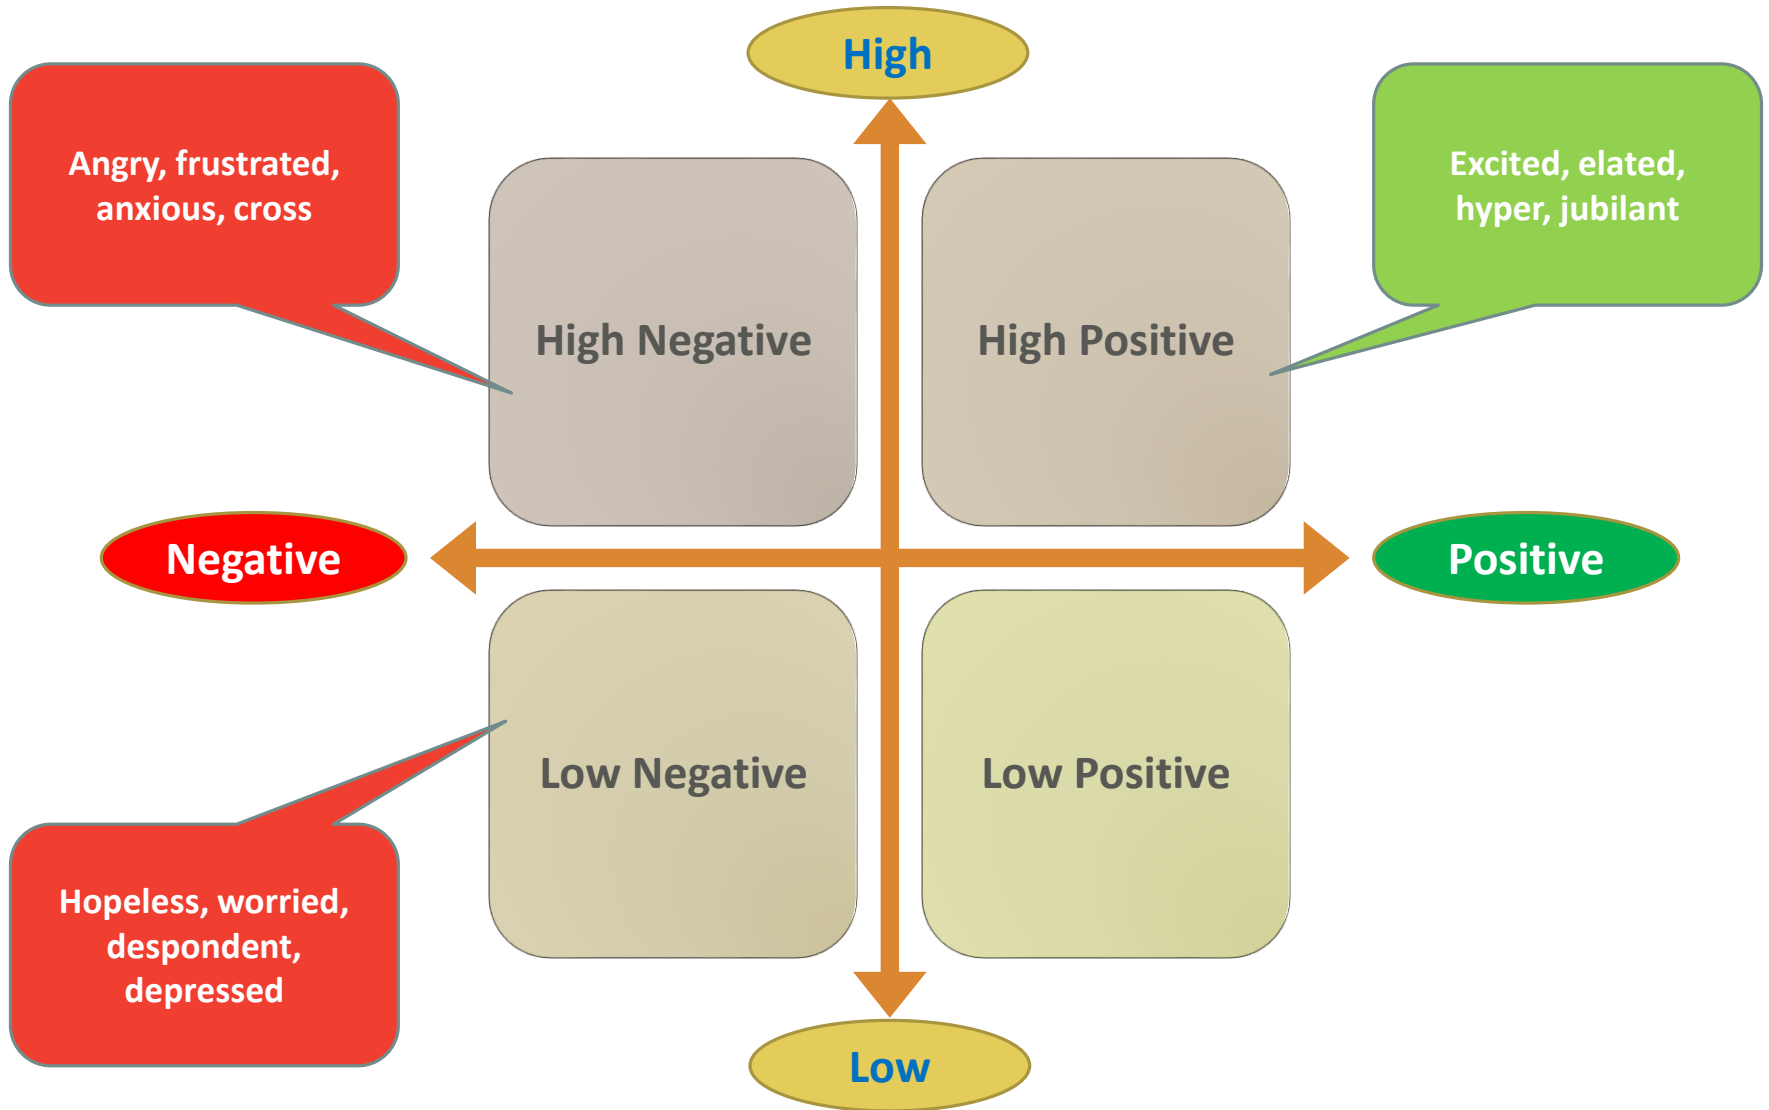 High
Angry, frustrated,
anxious, cross
Excited, elated,
hyper, jubilant
High Negative
High Positive
Negative
Positive
Low Negative
Low Positive
Hopeless, worried,
despondent,
depressed
Low